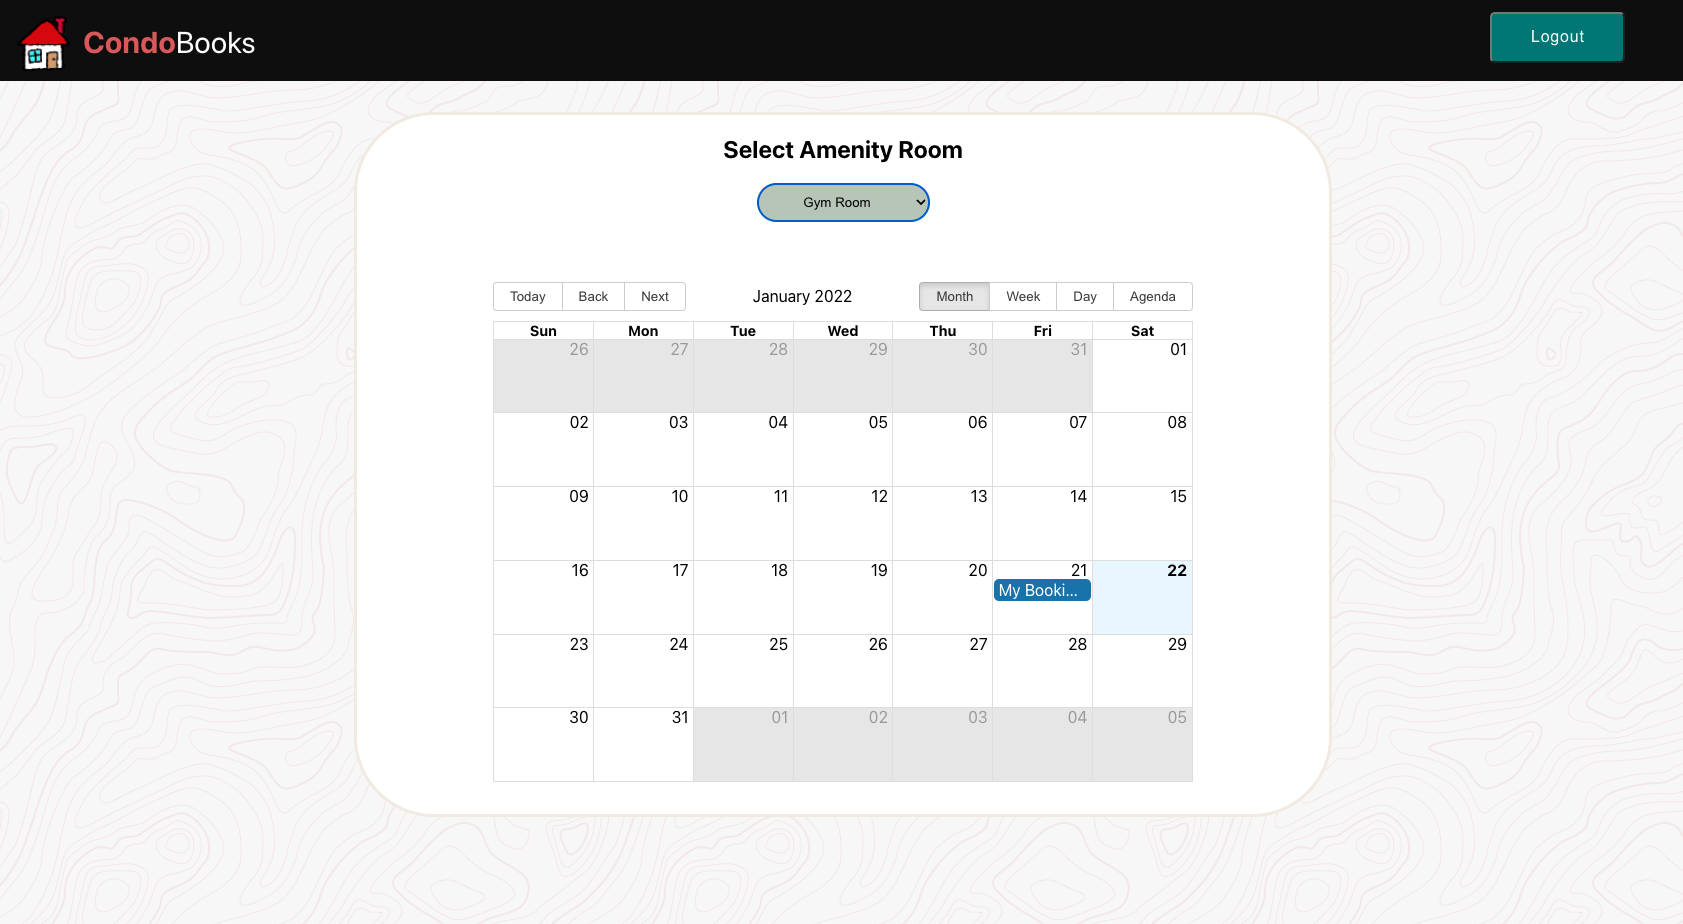 CondoBooks
Logout
Select Amenity Room
Gym Room
Today Back Next January 2022 Month Week Day Agenda
Sun Mon Tue Wed Thu Fri Sat
26 27 28 29 30 31 01
02 03 04 05 06 07 08
09 10 11 12 13 14 15
16 17 18 19 20 21 22
My Booki...
23 24 25 26 27 28 29
30 31 01 02 03 04 05